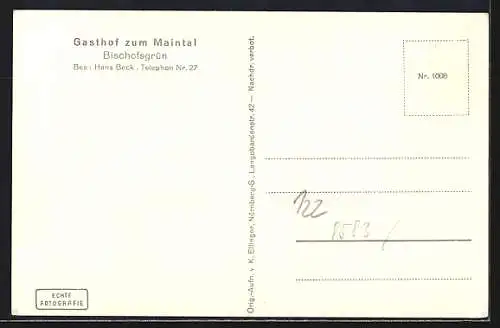 Gasthof zum Maintal
Bischofsgrün
Bes.: Hans Beck . Telephon Nr. 27
Nr. 1008
Orig.-Aufn. v. K. Ellinger, Nürnberg-S., Langobardenstr. 42 — Nachdr. verbot.
122
8583 /
ECHTE
FOTOGRAFIE